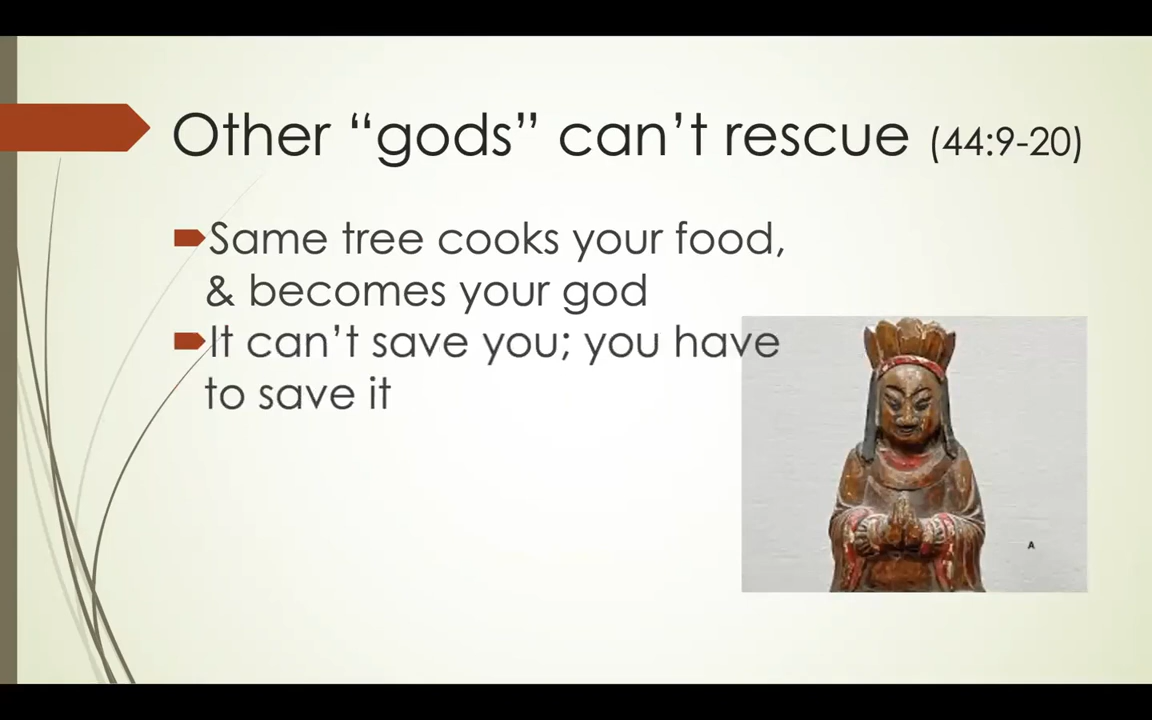 Other “gods” can’t rescue (44:9-20)
Same tree cooks your food,
& becomes your god
It can’t save you; you have
to save it
A